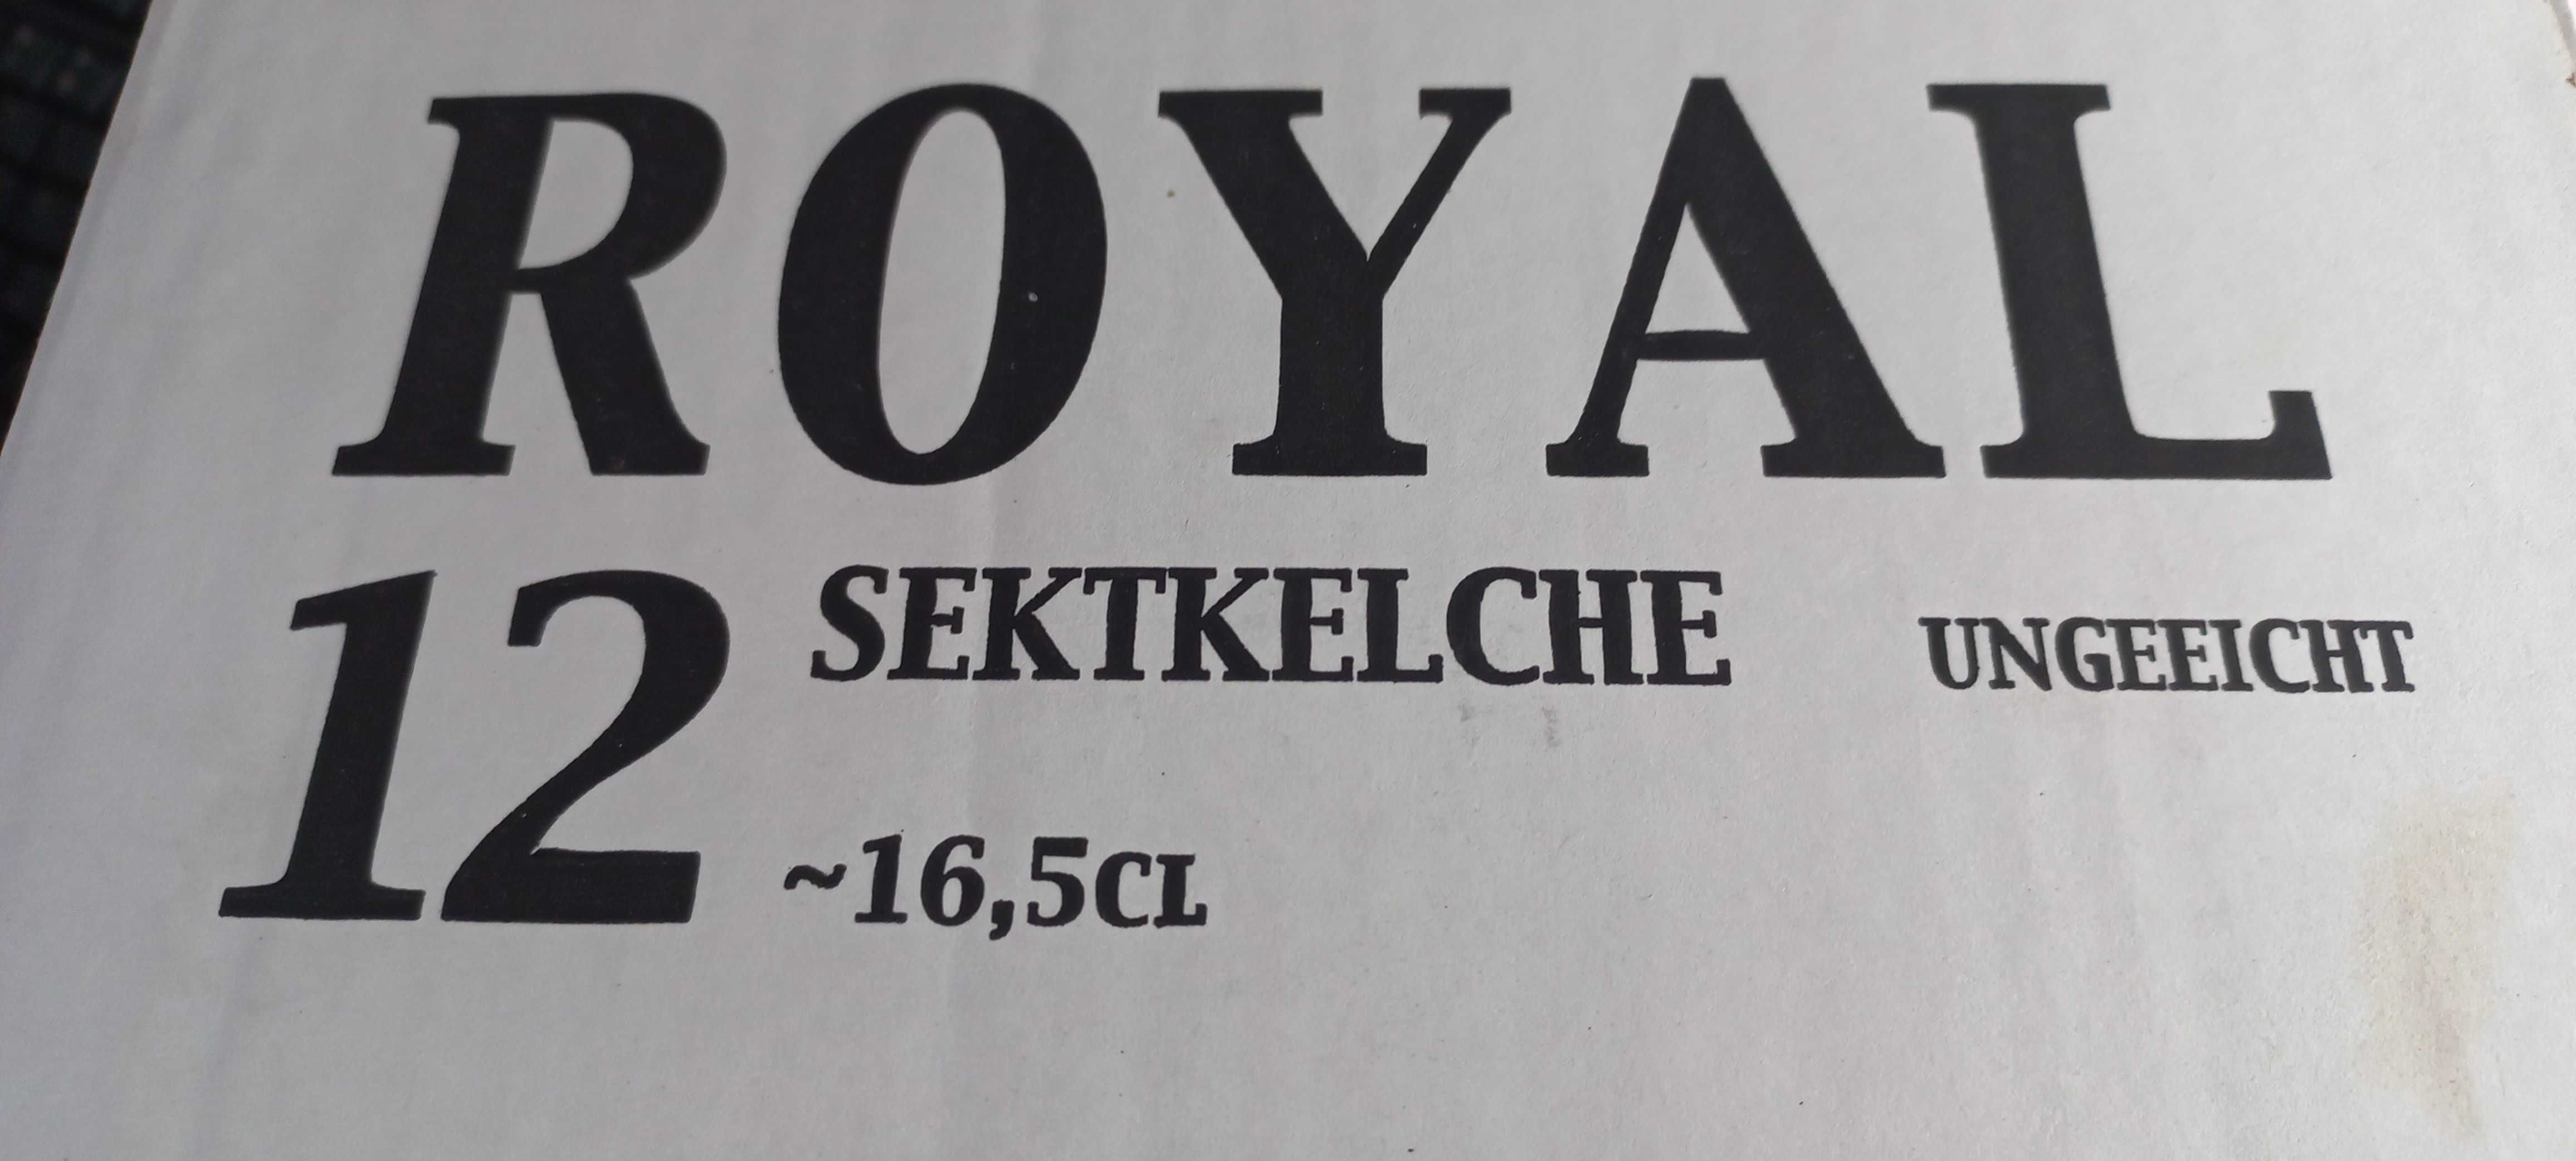 ROYAL
12 SEKTKELCHE UNGEEICHT
~16,5CL